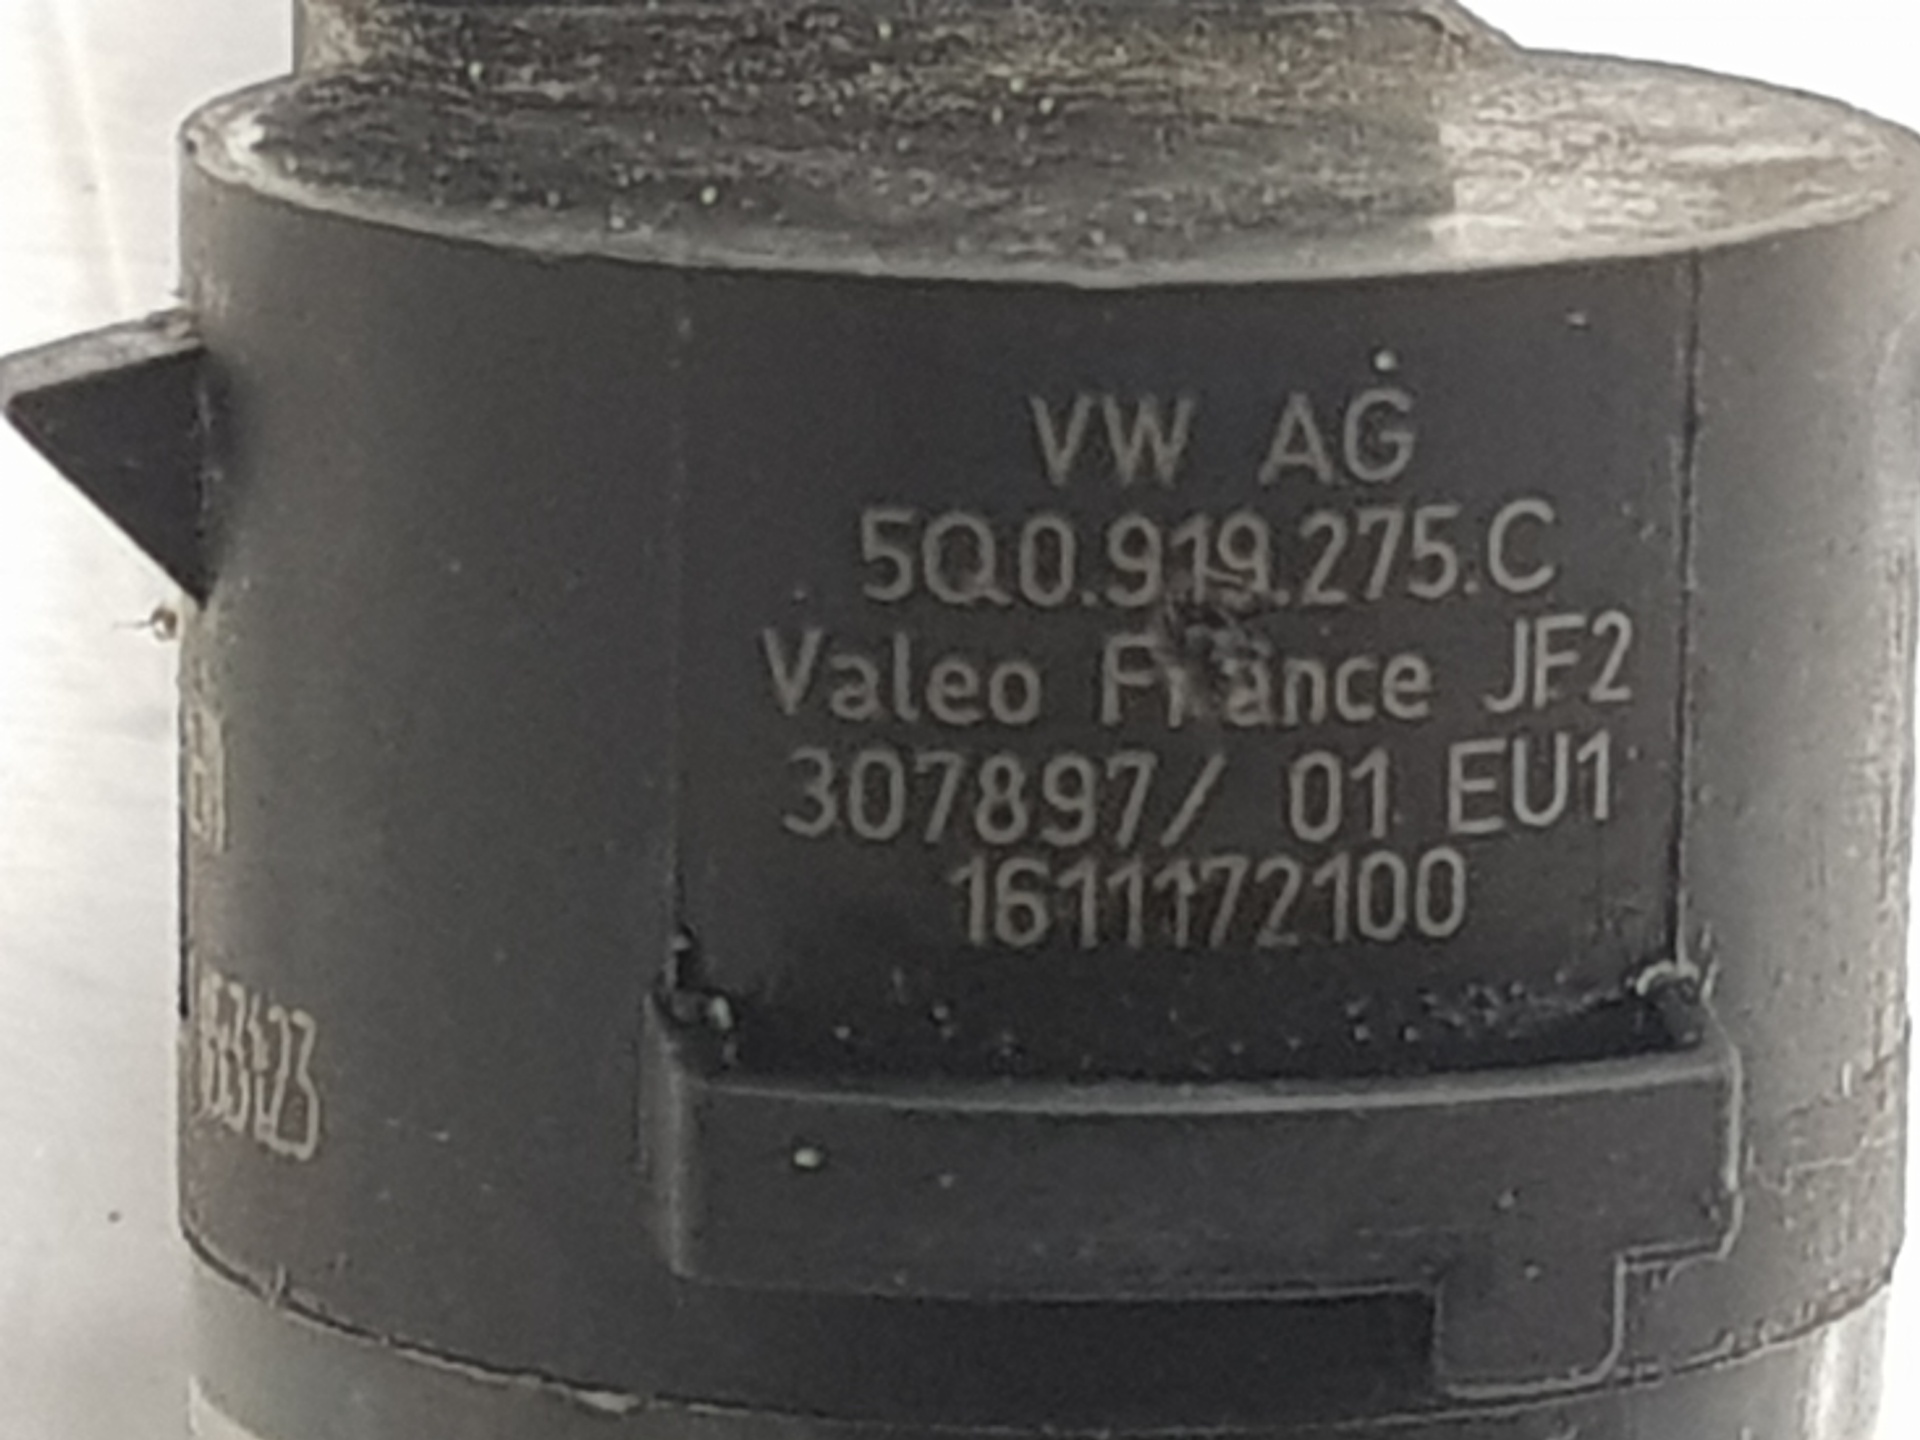 VW AG
5Q0.919.275.C
Valeo France JF2
307897/ 01 EU1
1611172100